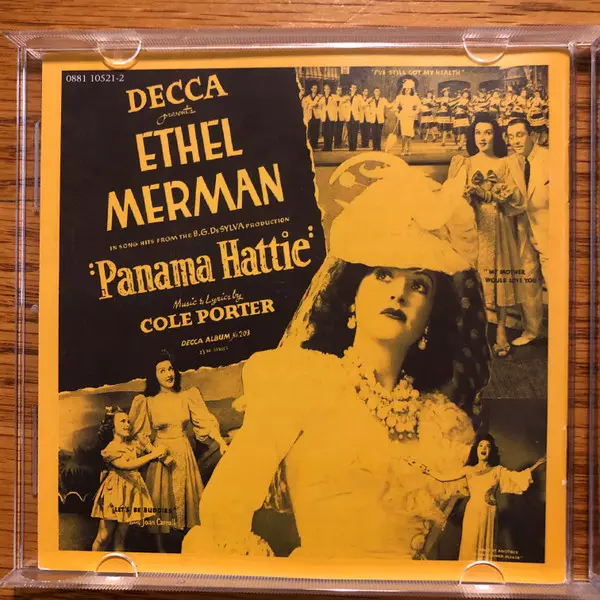 0881 10521-2
DECCA
presents
ETHEL
MERMAN
IN SONG HITS FROM THE B.G. DE SYLVA PRODUCTION
"Panama Hattie"
Music & Lyrics by
COLE PORTER
DECCA ALBUM No. 203
"I'VE STILL GOT MY HEALTH"
"MY MOTHER
WOULD LOVE YOU"
"LET'S BE BUDDIES"
with Joan Carroll